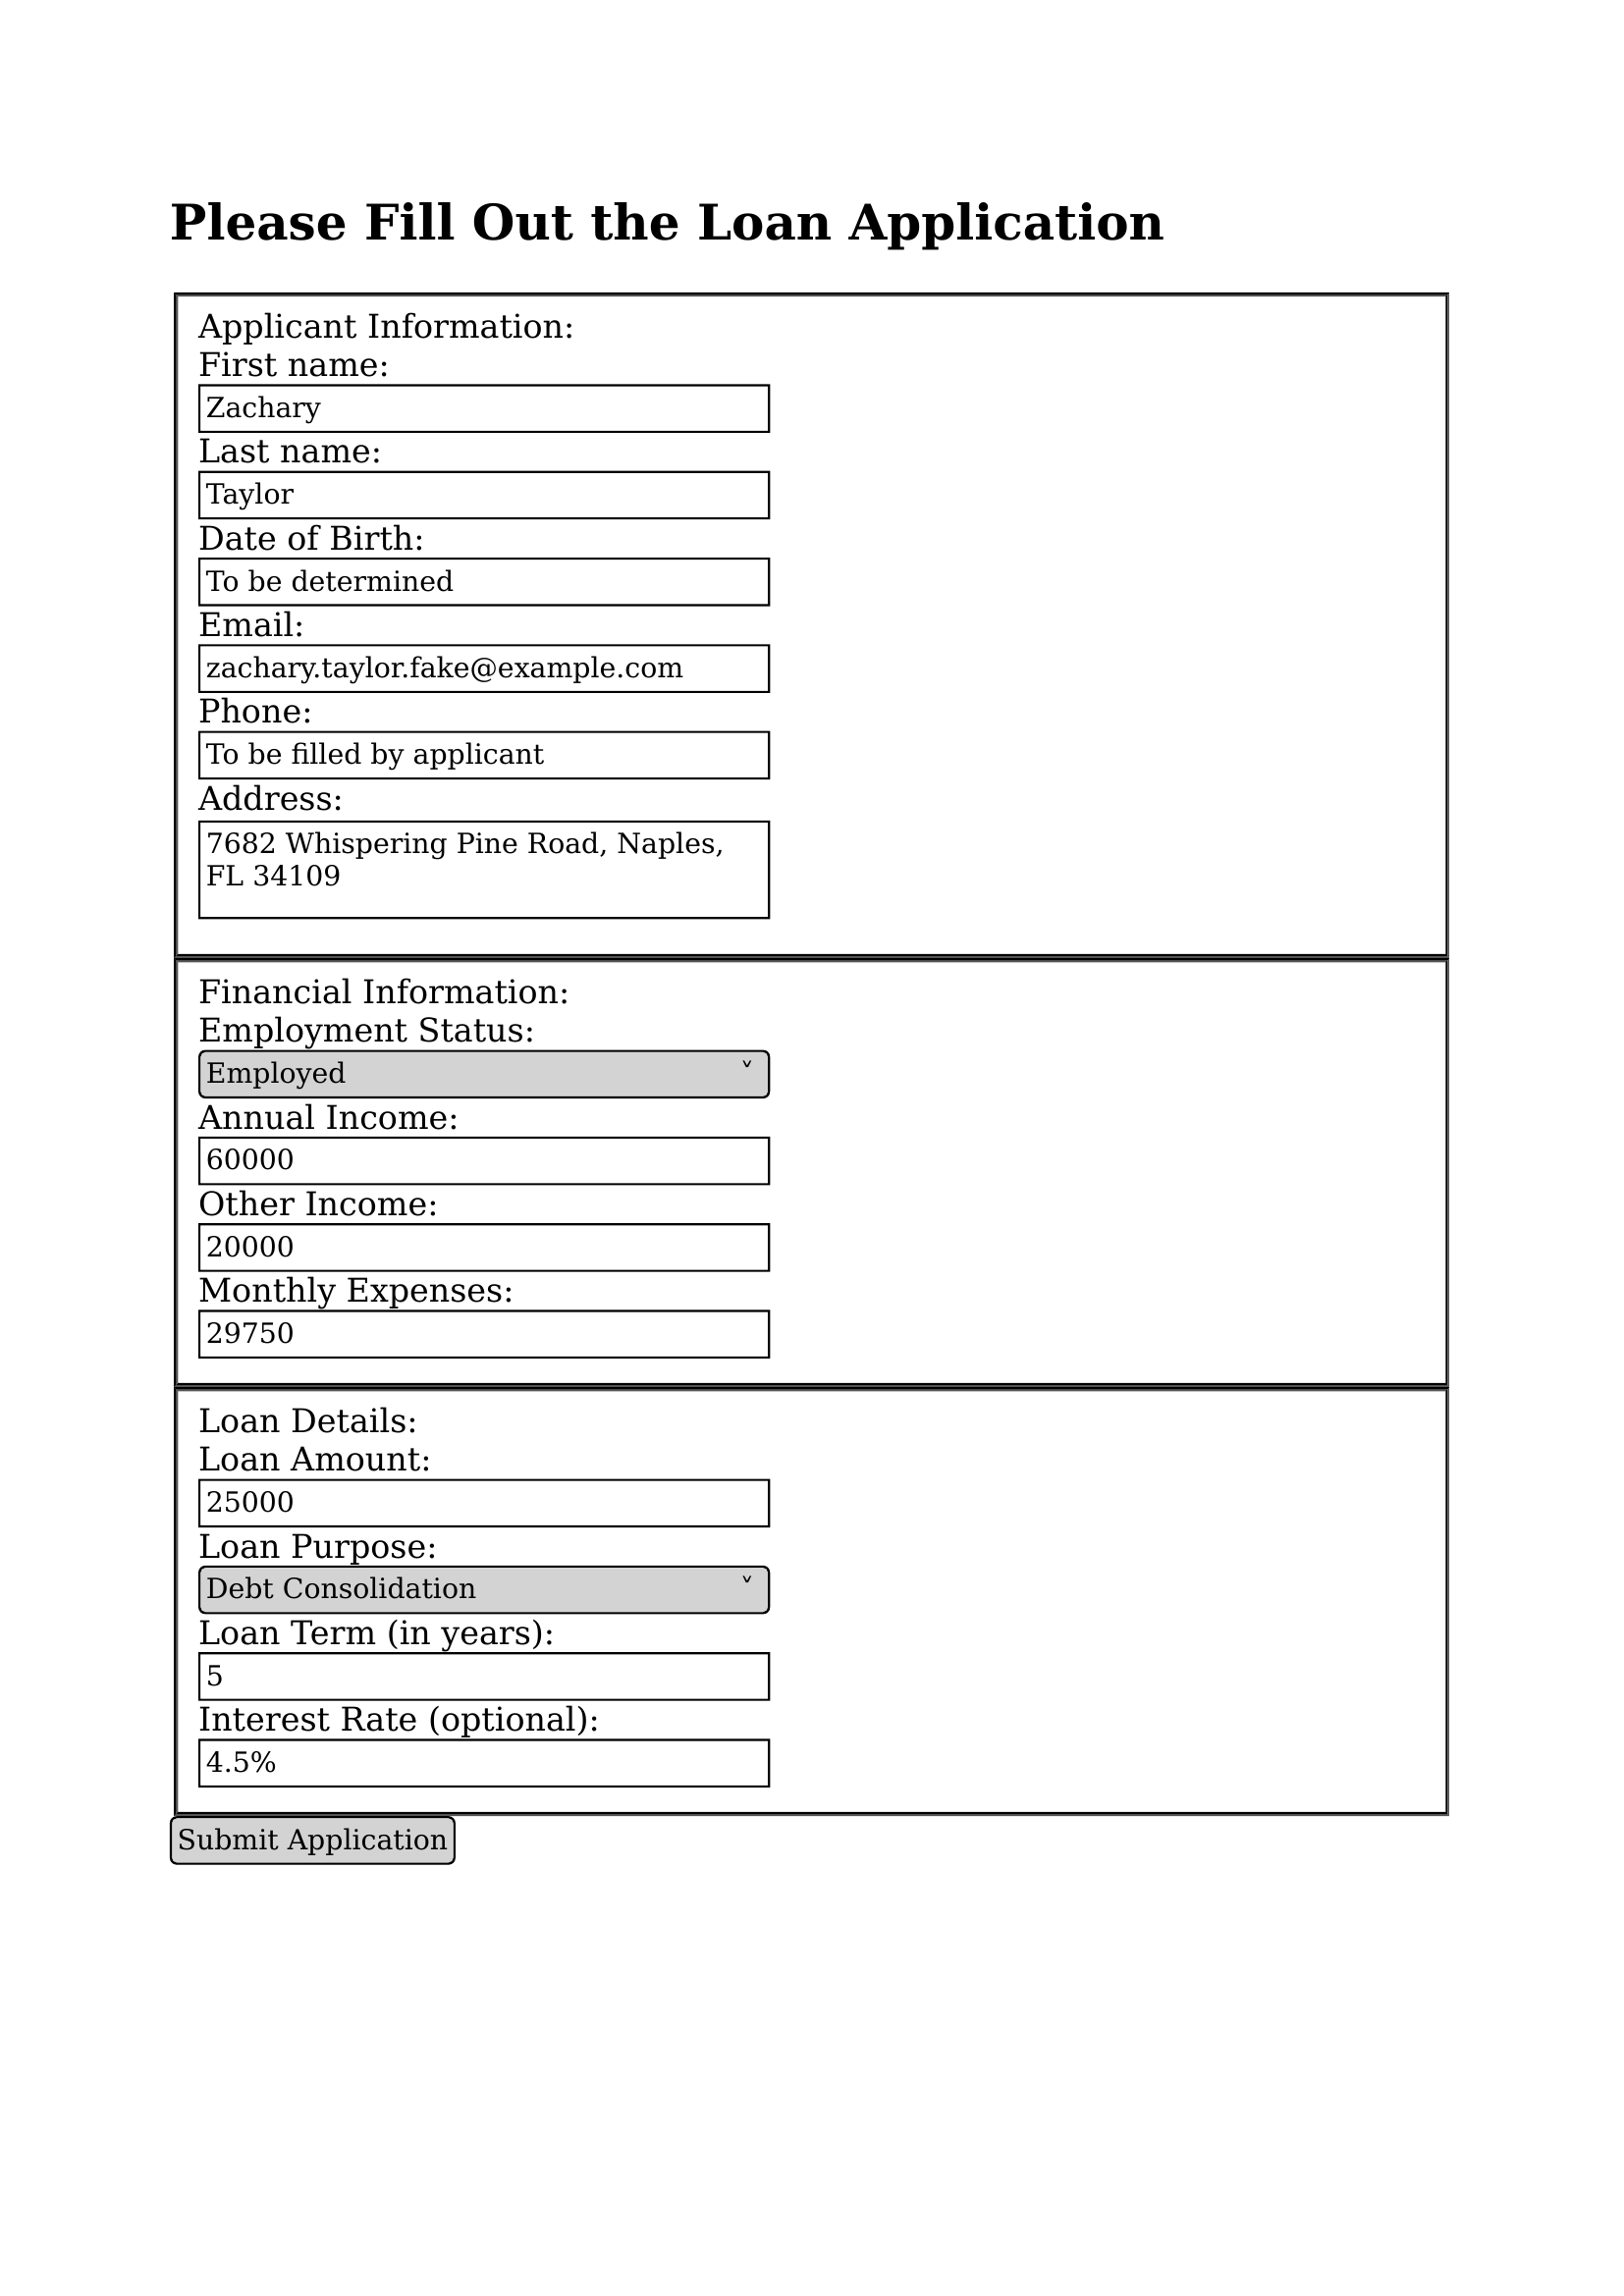 Please Fill Out the Loan Application
Applicant Information:
First name:
Zachary
Last name:
Taylor
Date of Birth:
To be determined
Email:
zachary.taylor.fake@example.com
Phone:
To be filled by applicant
Address:
7682 Whispering Pine Road, Naples,
FL 34109
Financial Information:
Employment Status:
Employed
Annual Income:
60000
Other Income:
20000
Monthly Expenses:
29750
Loan Details:
Loan Amount:
25000
Loan Purpose:
Debt Consolidation
Loan Term (in years):
5
Interest Rate (optional):
4.5%
Submit Application